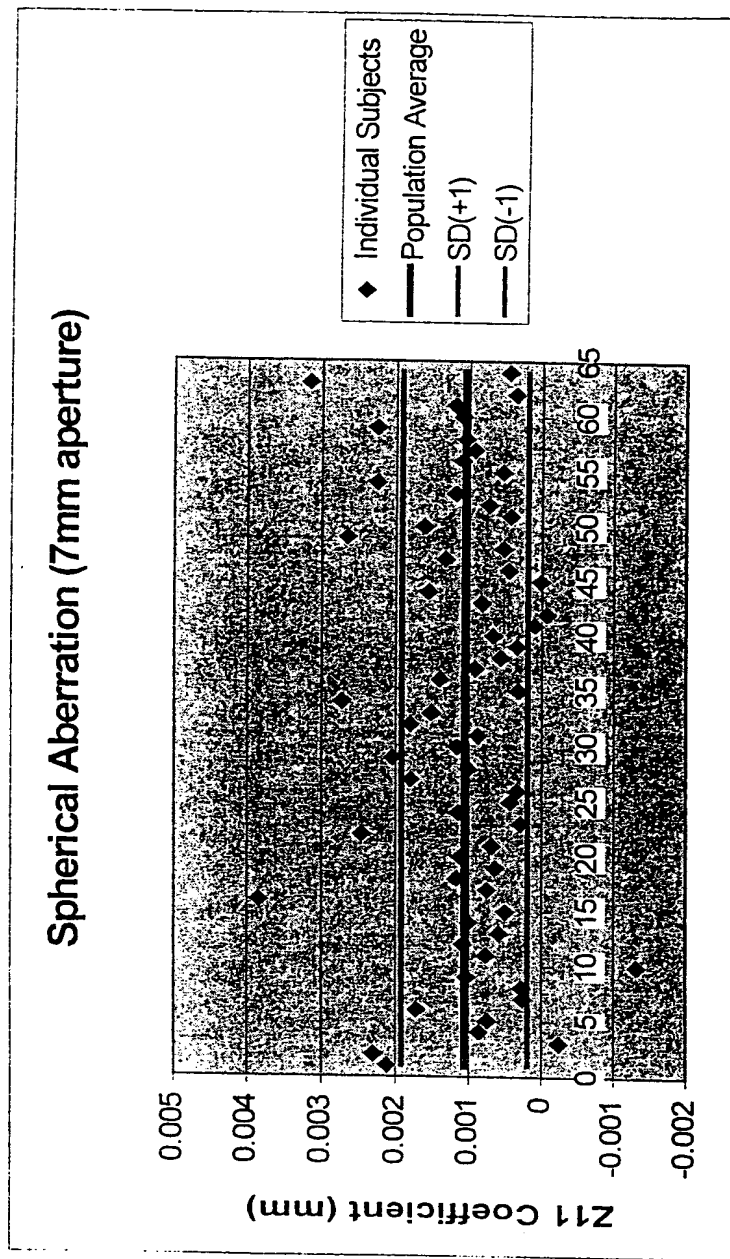 Spherical Aberration (7mm aperture)
Z11 Coefficient (mm)
0.005
0.004
0.003
0.002
0.001
0
-0.001
-0.002
0 5 10 15 20 25 30 35 40 45 50 55 60 65
Individual Subjects
Population Average
SD(+1)
SD(-1)